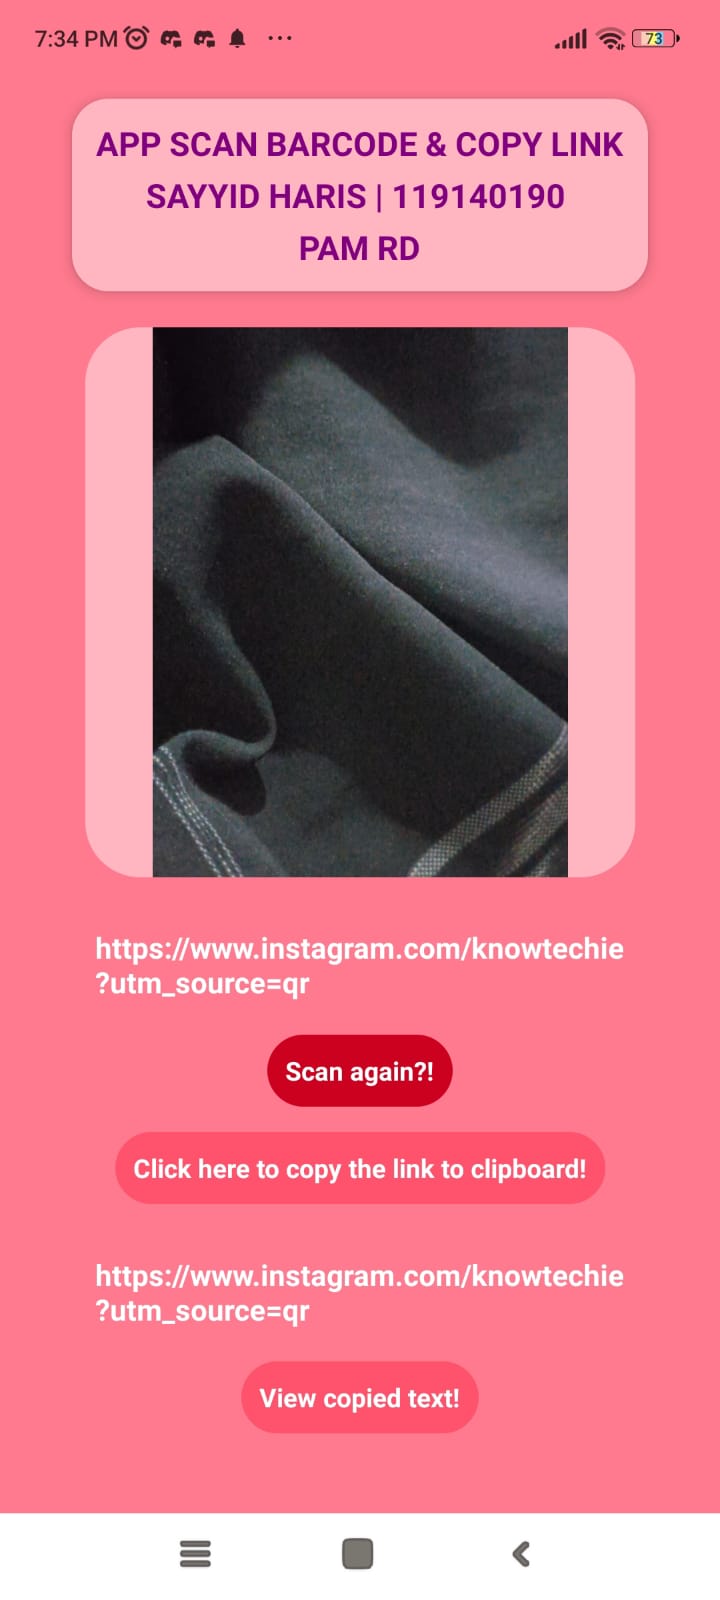 7:34 PM
73
APP SCAN BARCODE & COPY LINK
SAYYID HARIS | 119140190
PAM RD
https://www.instagram.com/knowtechie
?utm_source=qr
Scan again?!
Click here to copy the link to clipboard!
https://www.instagram.com/knowtechie
?utm_source=qr
View copied text!